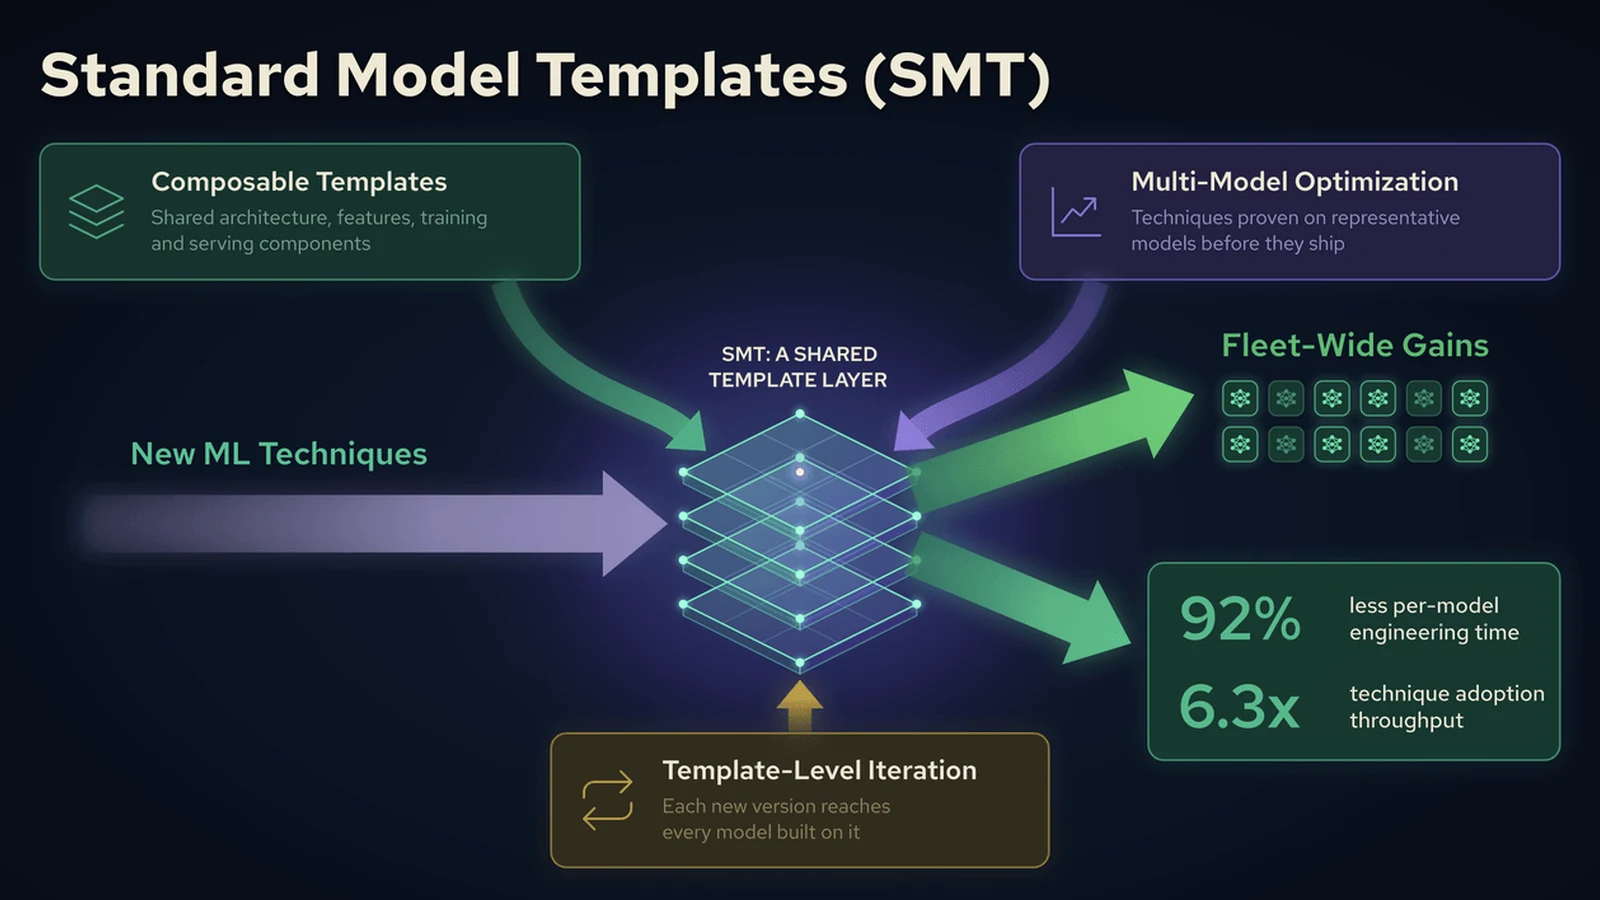 Standard Model Templates (SMT)
Composable Templates
Shared architecture, features, training
and serving components
Multi-Model Optimization
Techniques proven on representative
models before they ship
SMT: A SHARED
TEMPLATE LAYER
Fleet-Wide Gains
New ML Techniques
92%
less per-model
engineering time
6.3x
technique adoption
throughput
Template-Level Iteration
Each new version reaches
every model built on it